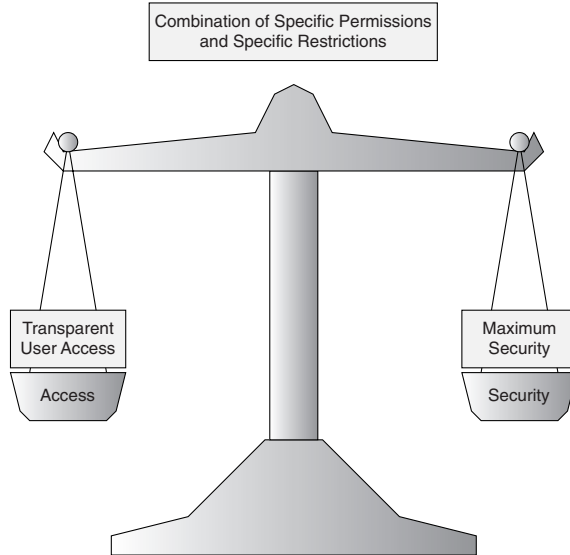 Combination of Specific Permissions
and Specific Restrictions
Transparent
User Access
Access
Maximum
Security
Security